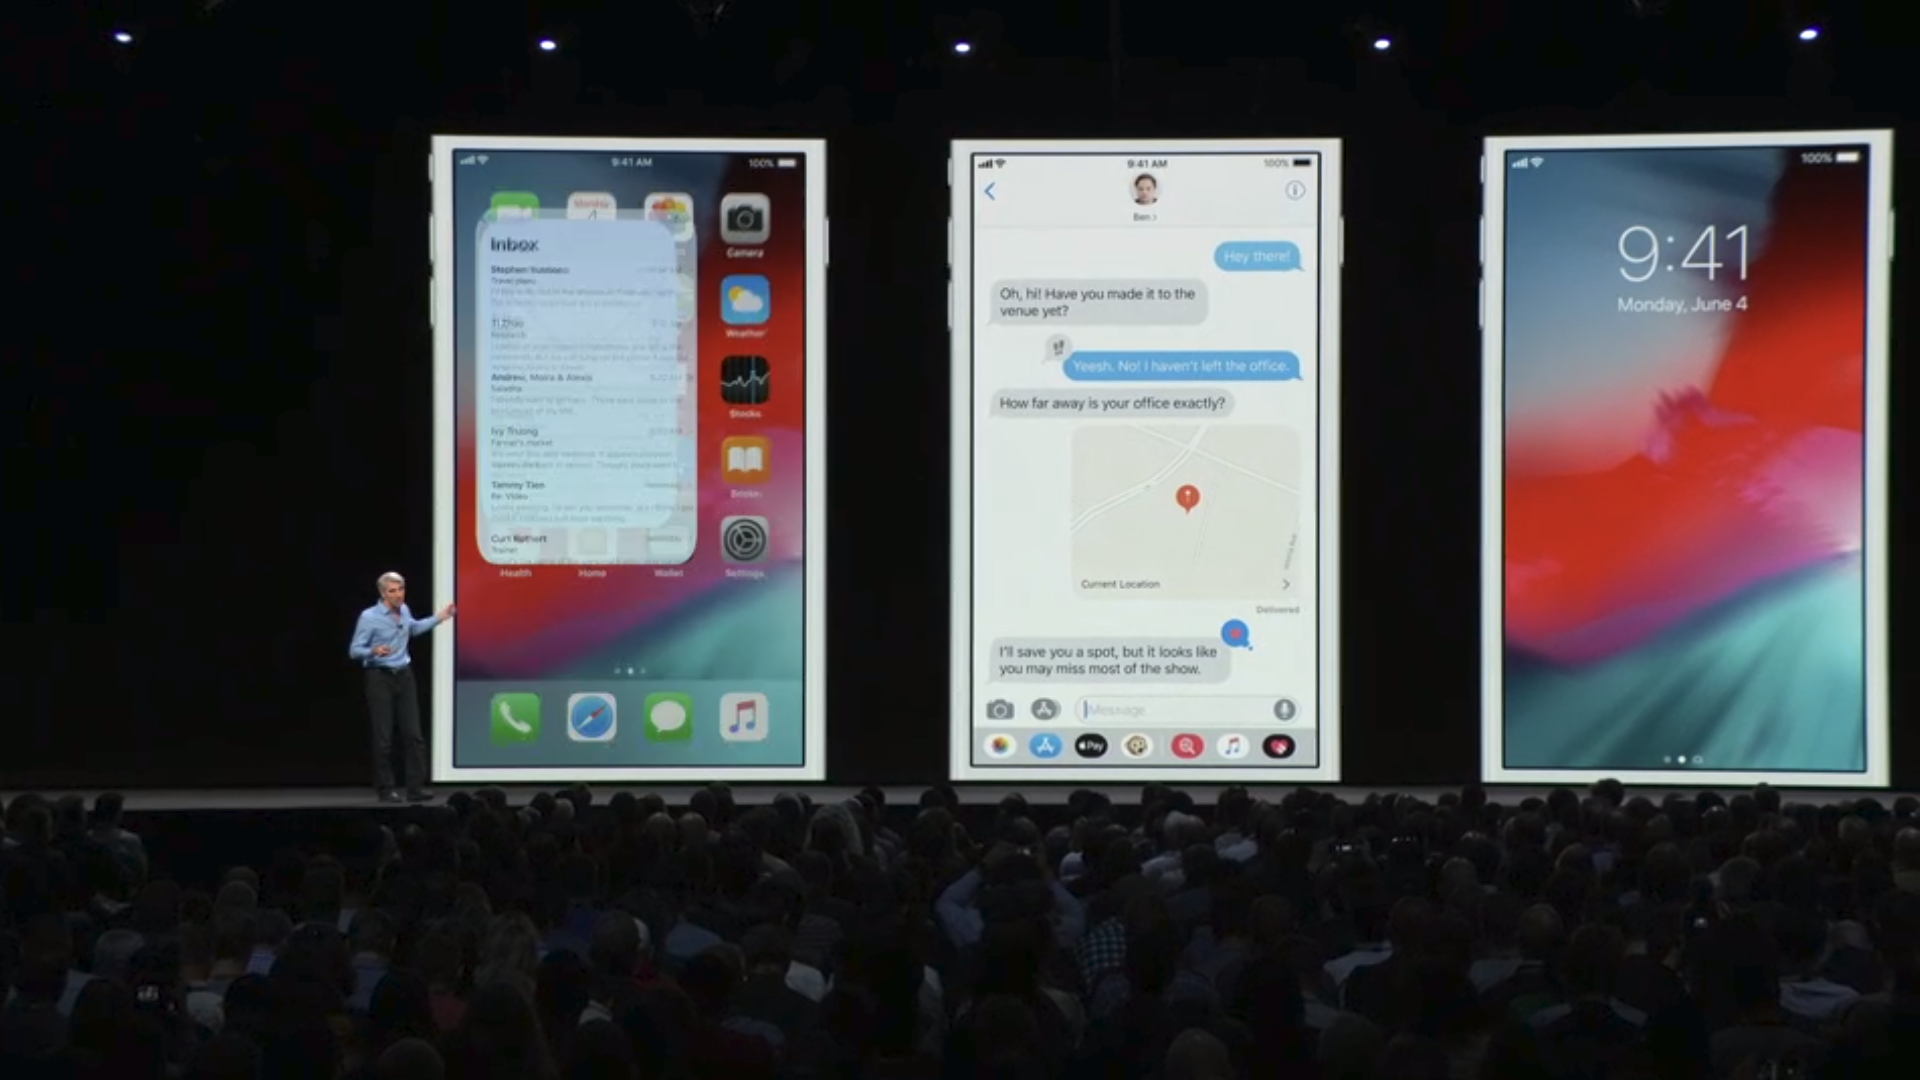 9:41 AM
100%
Monday
4
Inbox
Travel plans
Research
Andrew, Moira & Alexis
Ivy Truong
Farmer's market
Tammy Tien
Re: Video
Curt Rothert
Trainer
Camera
Weather
Stocks
Books
Settings
Health
Home
Wallet
9:41 AM
100%
Ben
Hey there!
Oh, hi! Have you made it to the
venue yet?
Yeesh. No! I haven't left the office.
How far away is your office exactly?
Current Location
Delivered
I'll save you a spot, but it looks like
you may miss most of the show.
Message
Pay
100%
9:41
Monday, June 4